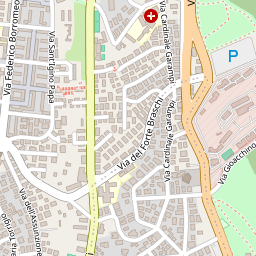 Via Federico Borromeo
Via Sant'Igino Papa
Via Cardinale Garampi
P
Via del Forte Braschi
Via Cardinale Garampi
Via Gioacchino
Via dell'Assunzione